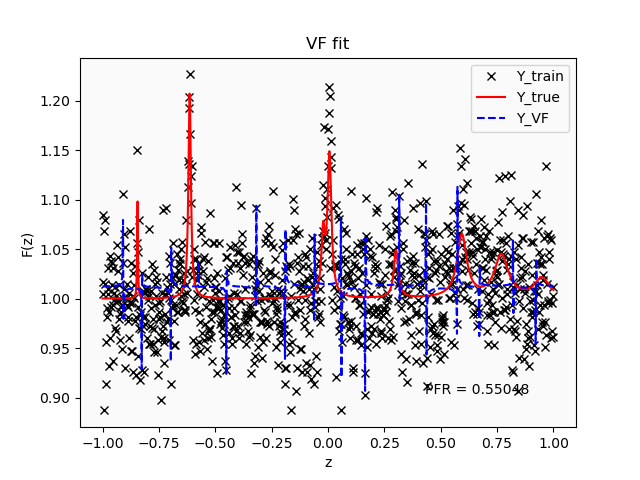 VF fit
Y_train
Y_true
Y_VF
F(z)
1.20
1.15
1.10
1.05
1.00
0.95
0.90
PFR = 0.55048
−1.00 −0.75 −0.50 −0.25 0.00 0.25 0.50 0.75 1.00
z